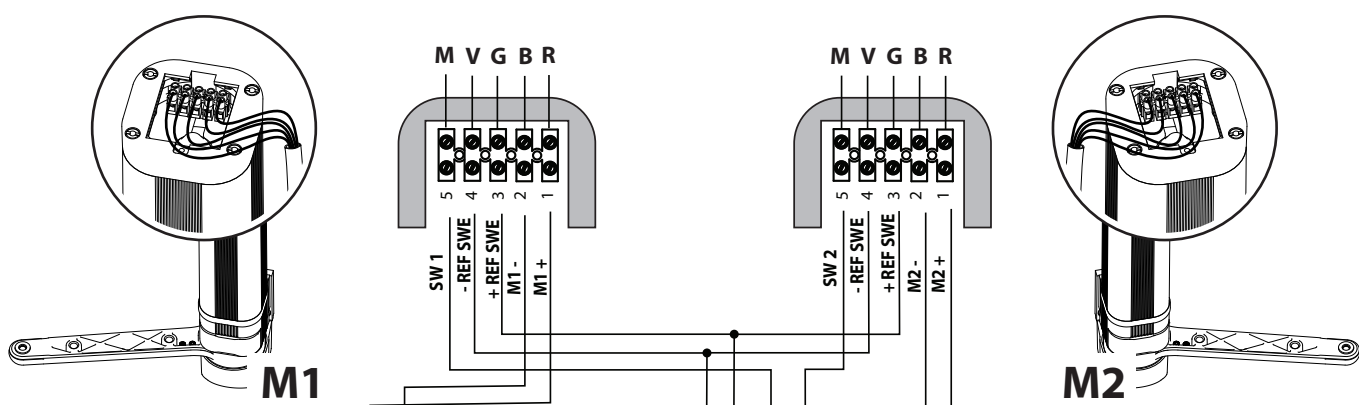 M V G B R
M V G B R
5 4 3 2 1
5 4 3 2 1
SW 1
- REF SWE
+ REF SWE
M1 -
M1 +
SW 2
- REF SWE
+ REF SWE
M2 -
M2 +
M1
M2